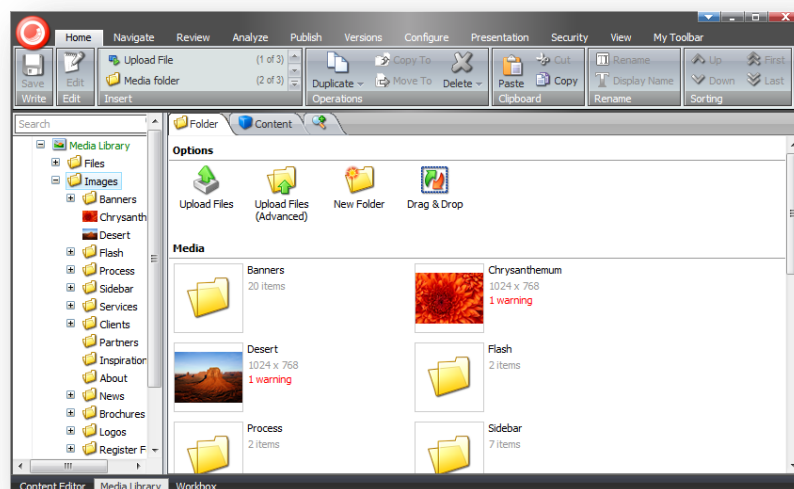 Home Navigate Review Analyze Publish Versions Configure Presentation Security View My Toolbar
Save
Write
Edit
Edit
Upload File (1 of 3)
Media folder (2 of 3)
Insert
Duplicate
Copy To
Move To
Delete
Operations
Paste
Cut
Copy
Clipboard
Rename
Display Name
Rename
Up First
Down Last
Sorting
Search
Media Library
Files
Images
Banners
Chrysanth
Desert
Flash
Process
Sidebar
Services
Clients
Partners
Inspiration
About
News
Brochures
Logos
Register F
Folder Content
Options
Upload Files
Upload Files
(Advanced)
New Folder
Drag & Drop
Media
Banners
20 items
Chrysanthemum
1024 x 768
1 warning
Desert
1024 x 768
1 warning
Flash
2 items
Process
2 items
Sidebar
7 items
Content Editor Media Library Workbox